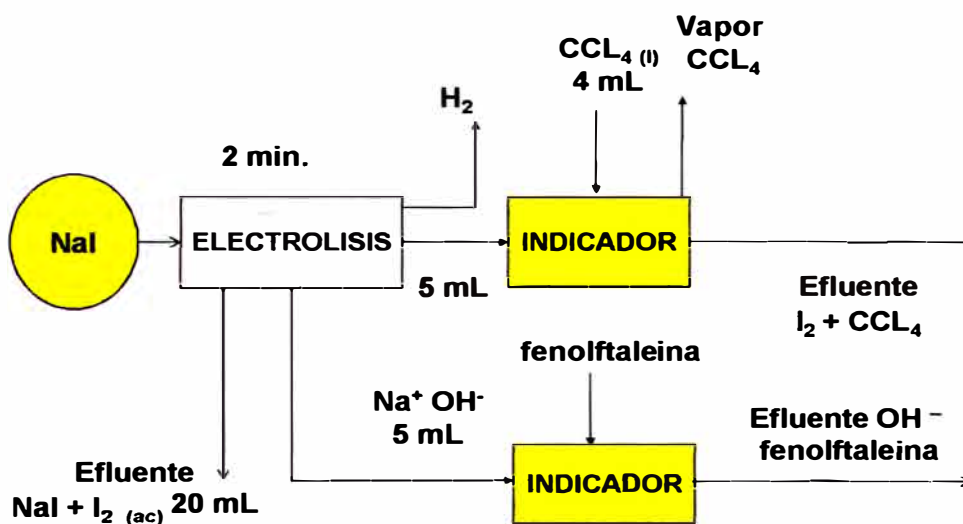 Vapor
CCL₄
CCL₄ (l)
4 mL
H₂
2 min.
NaI
ELECTROLISIS
INDICADOR
5 mL
Efluente
I₂ + CCL₄
fenolftaleina
Na⁺ OH⁻
5 mL
Efluente OH⁻
fenolftaleina
INDICADOR
Efluente
NaI + I₂ (ac) 20 mL